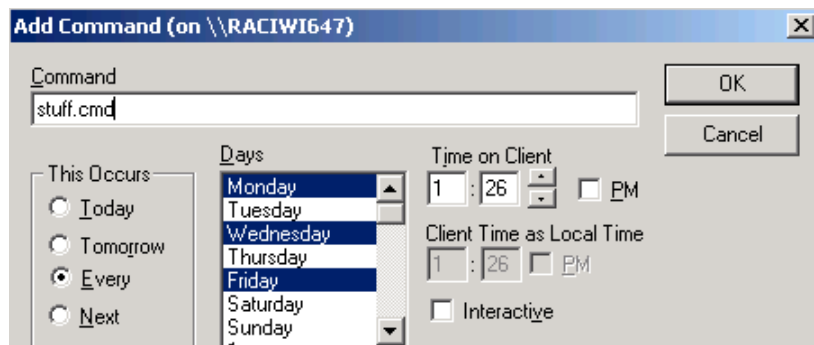 Add Command (on \\RACIWI647)
Command
stuff.cmd
OK
Cancel
This Occurs
Today
Tomorrow
Every
Next
Days
Monday
Tuesday
Wednesday
Thursday
Friday
Saturday
Sunday
Time on Client
1 : 26 PM
Client Time as Local Time
1 : 26 PM
Interactive